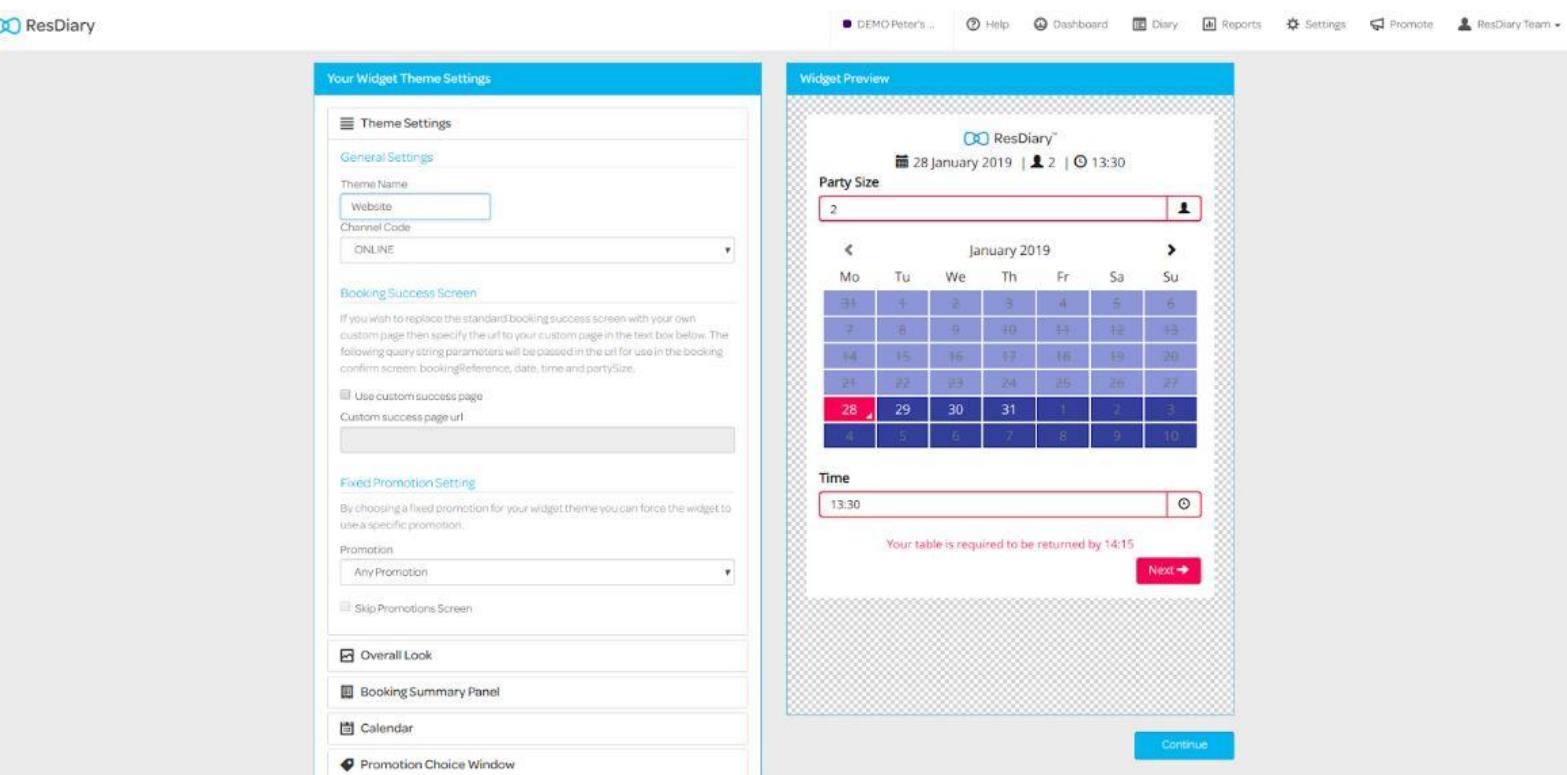 ResDiary
DEMO Peter's ...
Help
Dashboard
Diary
Reports
Settings
Promote
ResDiary Team
Your Widget Theme Settings
Theme Settings
General Settings
Theme Name
Website
Channel Code
ONLINE
Booking Success Screen
If you wish to replace the standard booking success screen with your own
custom page then specify the url to your custom page in the text box below. The
following query string parameters will be passed in the url for use in the booking
confirm screen: bookingReference, date, time and partySize.
Use custom success page
Custom success page url
Fixed Promotion Setting
By choosing a fixed promotion for your widget theme you can force the widget to
use a specific promotion.
Promotion
Any Promotion
Skip Promotions Screen
Overall Look
Booking Summary Panel
Calendar
Promotion Choice Window
Widget Preview
ResDiary™
28 January 2019 | 2 | 13:30
Party Size
2
January 2019
Mo Tu We Th Fr Sa Su
31 1 2 3 4 5 6
7 8 9 10 11 12 13
14 15 16 17 18 19 20
21 22 23 24 25 26 27
28 29 30 31 1 2 3
4 5 6 7 8 9 10
Time
13:30
Your table is required to be returned by 14:15
Next
Continue